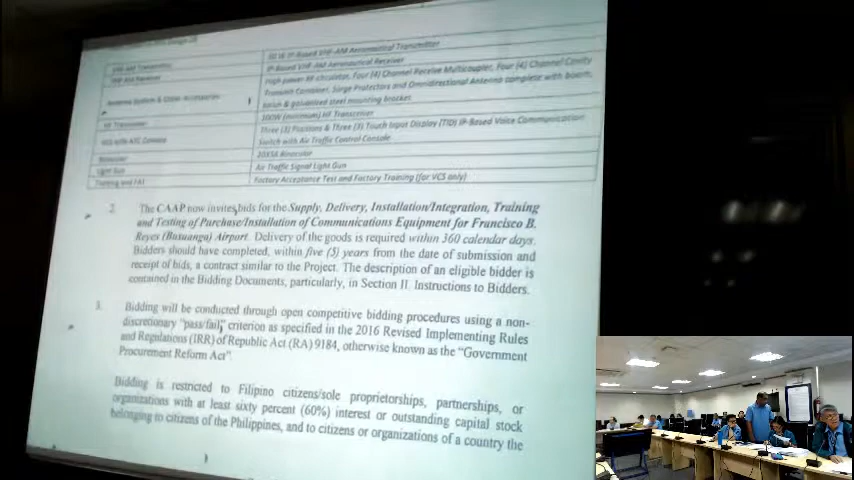 50 W IP-Based VHF-AM Aeronautical Transmitter
IP-Based VHF-AM Aeronautical Receiver
High power RF circulator, Four (4) Channel Receive Multicoupler, Four (4) Channel Cavity
Antenna System & Other Accessories
Transmit Combiner, Surge Protectors and Omnidirectional Antenna complete with boom,
& galvanized steel mounting bracket
HF Transceiver
100W (minimum) HF Transceiver
Three (3) Positions & Three (3) Touch Input Display (TID) IP-Based Voice Communication
Switch with Air Traffic Control Console
Binocular
Binocular
Light Gun
Air Traffic Signal Light Gun
Training and FAT
Factory Acceptance Test and Factory Training (for VCS only)
2. The CAAP now invites bids for the Supply, Delivery, Installation/Integration, Training
and Testing of Purchase/Installation of Communications Equipment for Francisco B.
Reyes (Busuanga) Airport. Delivery of the goods is required within 360 calendar days.
Bidders should have completed, within five (5) years from the date of submission and
receipt of bids, a contract similar to the Project. The description of an eligible bidder is
contained in the Bidding Documents, particularly, in Section II. Instructions to Bidders.
3. Bidding will be conducted through open competitive bidding procedures using a non-
discretionary "pass/fail" criterion as specified in the 2016 Revised Implementing Rules
and Regulations (IRR) of Republic Act (RA) 9184, otherwise known as the "Government
Procurement Reform Act".
Bidding is restricted to Filipino citizens/sole proprietorships, partnerships, or
organizations with at least sixty percent (60%) interest or outstanding capital stock
belonging to citizens of the Philippines, and to citizens or organizations of a country the